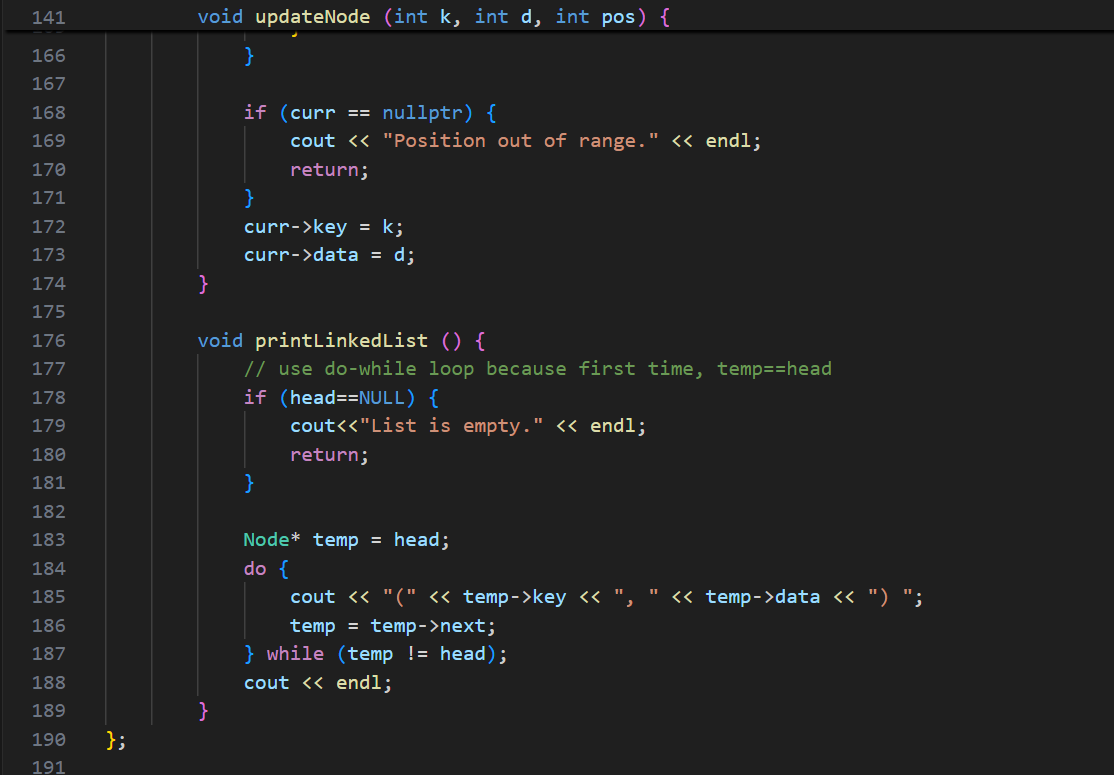 141 void updateNode (int k, int d, int pos) {
166 }
167
168 if (curr == nullptr) {
169 cout << "Position out of range." << endl;
170 return;
171 }
172 curr->key = k;
173 curr->data = d;
174 }
175
176 void printLinkedList () {
177 // use do-while loop because first time, temp==head
178 if (head==NULL) {
179 cout<<"List is empty." << endl;
180 return;
181 }
182
183 Node* temp = head;
184 do {
185 cout << "(" << temp->key << ", " << temp->data << ") ";
186 temp = temp->next;
187 } while (temp != head);
188 cout << endl;
189 }
190 };
191